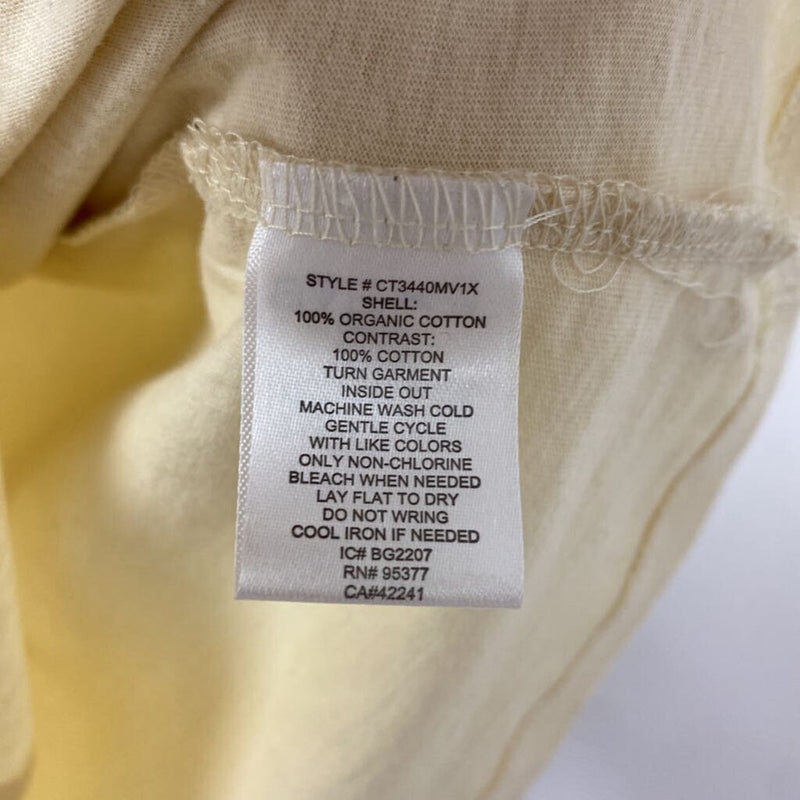 STYLE # CT3440MV1X
SHELL:
100% ORGANIC COTTON
CONTRAST:
100% COTTON
TURN GARMENT
INSIDE OUT
MACHINE WASH COLD
GENTLE CYCLE
WITH LIKE COLORS
ONLY NON-CHLORINE
BLEACH WHEN NEEDED
LAY FLAT TO DRY
DO NOT WRING
COOL IRON IF NEEDED
IC# BG2207
RN# 95377
CA#42241